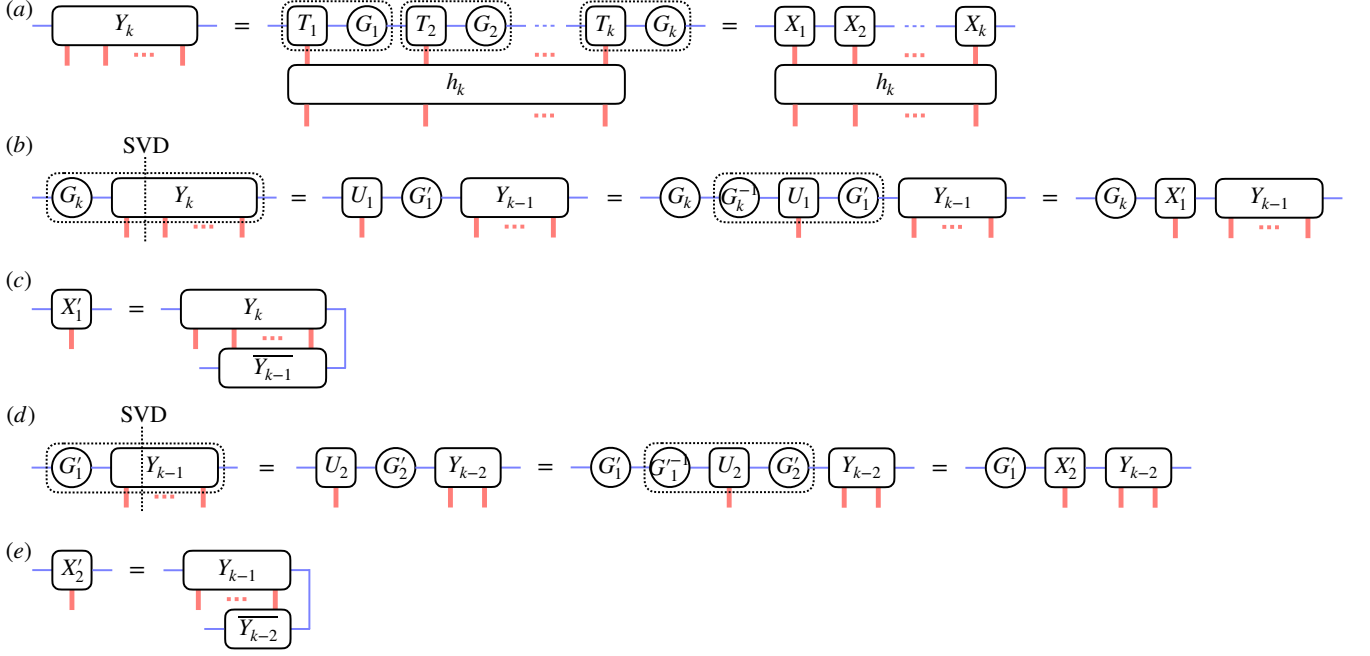 (a) Y_k = T_1 G_1 T_2 G_2 --- T_k G_k = X_1 X_2 --- X_k
h_k h_k
(b) SVD
G_k Y_k = U_1 G'_1 Y_{k-1} = G_k G_k^{-1} U_1 G'_1 Y_{k-1} = G_k X'_1 Y_{k-1}
(c)
X'_1 = Y_k
\overline{Y_{k-1}}
(d) SVD
G'_1 Y_{k-1} = U_2 G'_2 Y_{k-2} = G'_1 G'^{-1}_1 U_2 G'_2 Y_{k-2} = G'_1 X'_2 Y_{k-2}
(e)
X'_2 = Y_{k-1}
\overline{Y_{k-2}}